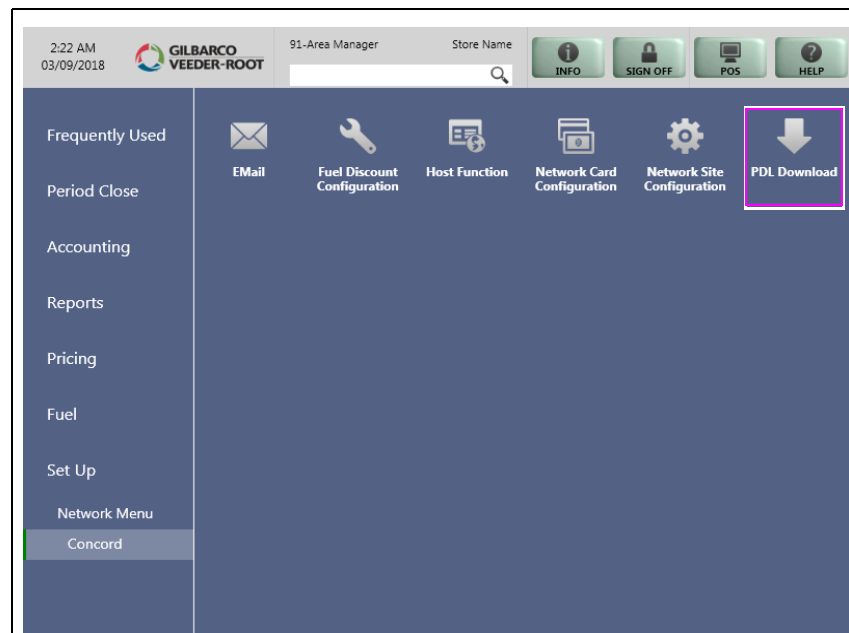 2:22 AM
03/09/2018
GILBARCO
VEEDER-ROOT
91-Area Manager
Store Name
INFO
SIGN OFF
POS
HELP
Frequently Used
Period Close
Accounting
Reports
Pricing
Fuel
Set Up
Network Menu
Concord
EMail
Fuel Discount
Configuration
Host Function
Network Card
Configuration
Network Site
Configuration
PDL Download